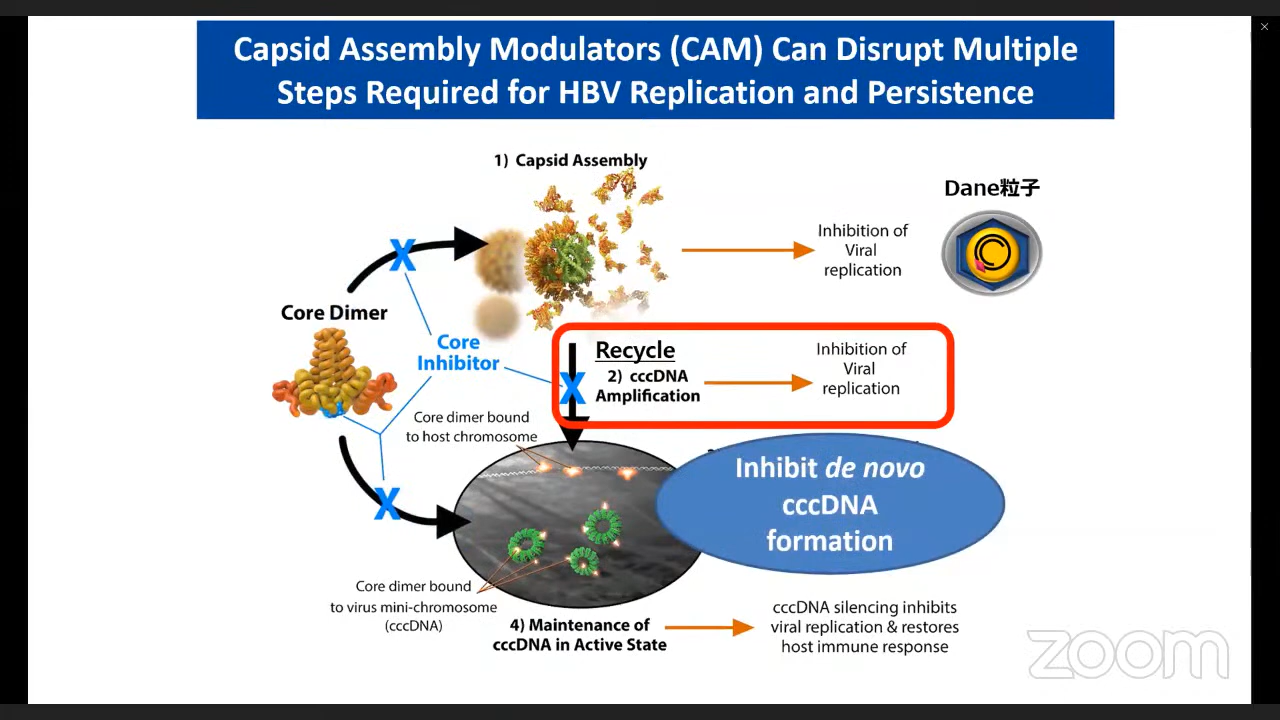 Capsid Assembly Modulators (CAM) Can Disrupt Multiple
Steps Required for HBV Replication and Persistence
1) Capsid Assembly
Dane粒子
Inhibition of
Viral
replication
Core Dimer
Core
Inhibitor
Recycle
2) cccDNA
Amplification
Inhibition of
Viral
replication
Core dimer bound
to host chromosome
Inhibit de novo
cccDNA
formation
Core dimer bound
to virus mini-chromosome
(cccDNA)
4) Maintenance of
cccDNA in Active State
cccDNA silencing inhibits
viral replication & restores
host immune response
zoom